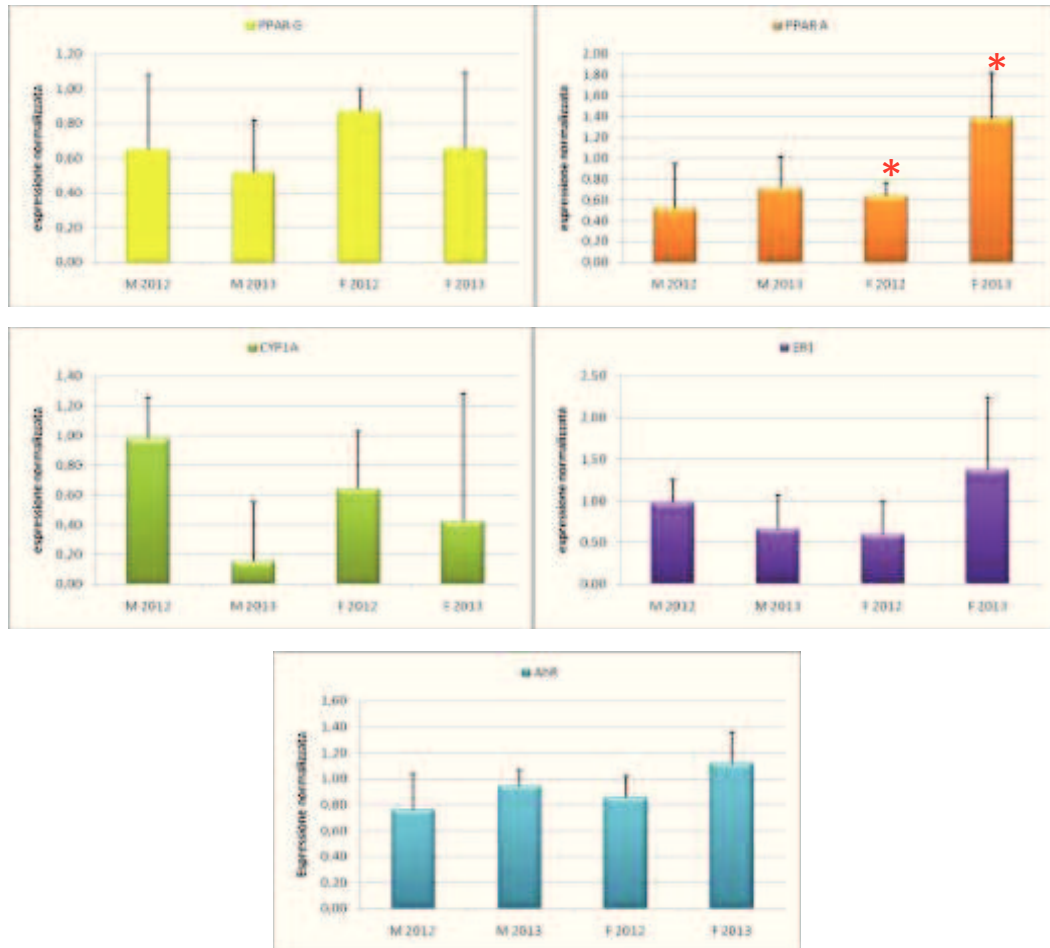 PPAR G
1,20
1,00
0,80
0,60
0,40
0,20
0,00
espressione normalizzata
M 2012 M 2013 F 2012 F 2013
PPAR A
2,00
1,80
1,60
1,40
1,20
1,00
0,80
0,60
0,40
0,20
0,00
espressione normalizzata
*
*
M 2012 M 2013 F 2012 F 2013
CYP1A
1,40
1,20
1,00
0,80
0,60
0,40
0,20
0,00
espressione normalizzata
M 2012 M 2013 F 2012 F 2013
ER1
2,50
2,00
1,50
1,00
0,50
0,00
espressione normalizzata
M 2012 M 2013 F 2012 F 2013
AhR
1,60
1,40
1,20
1,00
0,80
0,60
0,40
0,20
0,00
Espressione normalizzata
M 2012 M 2013 F 2012 F 2013